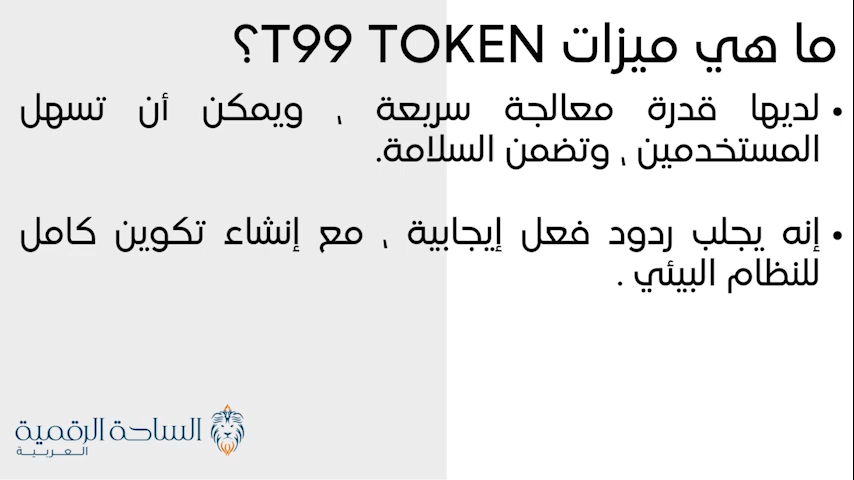 ما هي ميزات T99 TOKEN؟
• لديها قدرة معالجة سريعة ، ويمكن أن تسهل
المستخدمين ، وتضمن السلامة.
• إنه يجلب ردود فعل إيجابية ، مع إنشاء تكوين كامل
للنظام البيئي .
الساحة الرقمية
العربية